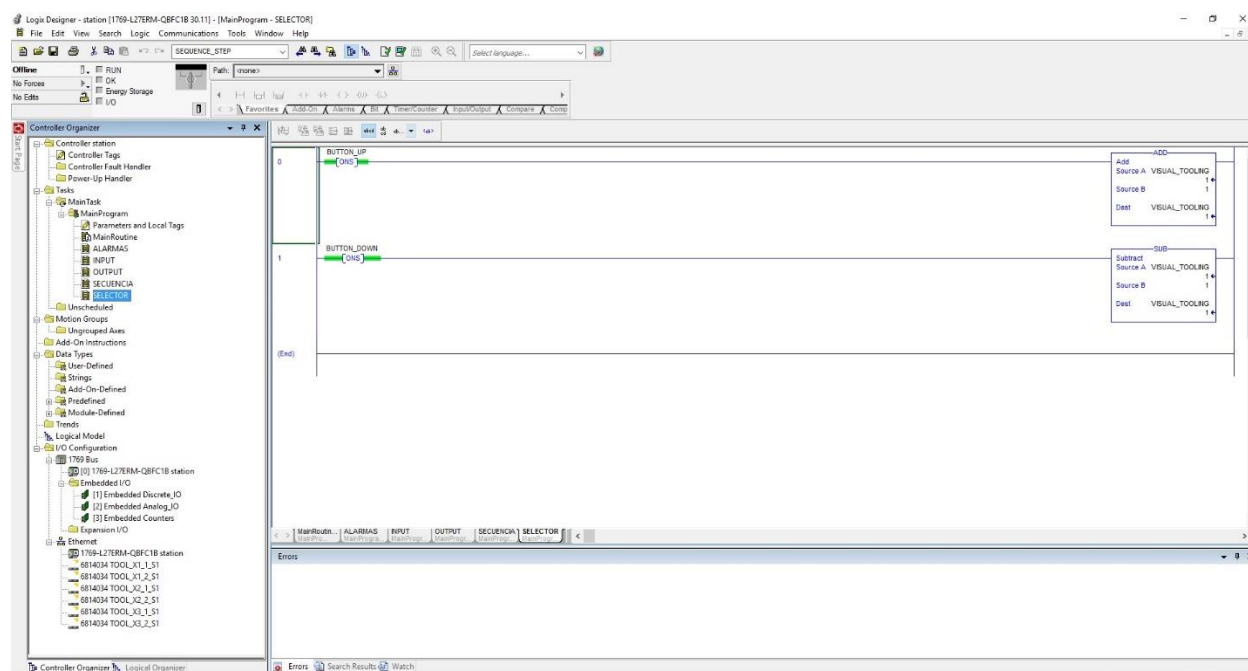 Logix Designer - station [1769-L27ERM-QBFC1B 30.11] - [MainProgram - SELECTOR]
File Edit View Search Logic Communications Tools Window Help
SEQUENCE_STEP
Select language...
Offline
RUN
No Forces
OK
No Edits
Energy Storage
I/O
Path: <none>
Favorites Add-On Alarms Bit Timer/Counter Input/Output Compare Comp
Start Page
Controller Organizer
Controller station
Controller Tags
Controller Fault Handler
Power-Up Handler
Tasks
MainTask
MainProgram
Parameters and Local Tags
MainRoutine
ALARMAS
INPUT
OUTPUT
SECUENCIA
SELECTOR
Unscheduled
Motion Groups
Ungrouped Axes
Add-On Instructions
Data Types
User-Defined
Strings
Add-On-Defined
Predefined
Module-Defined
Trends
Logical Model
I/O Configuration
1769 Bus
[0] 1769-L27ERM-QBFC1B station
Embedded I/O
[1] Embedded Discrete_IO
[2] Embedded Analog_IO
[3] Embedded Counters
Expansion I/O
Ethernet
1769-L27ERM-QBFC1B station
6814034 TOOL_X1_1_S1
6814034 TOOL_X1_2_S1
6814034 TOOL_X2_1_S1
6814034 TOOL_X2_2_S1
6814034 TOOL_X3_1_S1
6814034 TOOL_X3_2_S1
Controller Organizer Logical Organizer
0
BUTTON_UP
ONS
ADD
Add
Source A VISUAL_TOOLING
1
Source B 1
Dest VISUAL_TOOLING
1
1
BUTTON_DOWN
ONS
SUB
Subtract
Source A VISUAL_TOOLING
1
Source B 1
Dest VISUAL_TOOLING
1
(End)
MainRoutin... ALARMAS INPUT OUTPUT SECUENCIA SELECTOR
MainPro... MainProgra... MainProgr... MainProgr... MainProgr... MainProgr...
Errors
Errors Search Results Watch